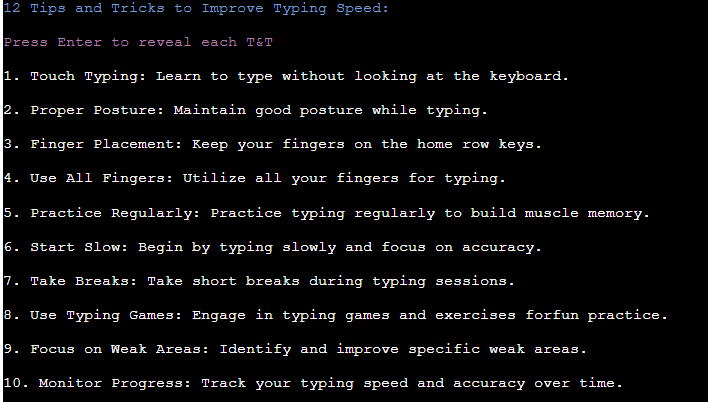 12 Tips and Tricks to Improve Typing Speed:
Press Enter to reveal each T&T
1. Touch Typing: Learn to type without looking at the keyboard.
2. Proper Posture: Maintain good posture while typing.
3. Finger Placement: Keep your fingers on the home row keys.
4. Use All Fingers: Utilize all your fingers for typing.
5. Practice Regularly: Practice typing regularly to build muscle memory.
6. Start Slow: Begin by typing slowly and focus on accuracy.
7. Take Breaks: Take short breaks during typing sessions.
8. Use Typing Games: Engage in typing games and exercises forfun practice.
9. Focus on Weak Areas: Identify and improve specific weak areas.
10. Monitor Progress: Track your typing speed and accuracy over time.